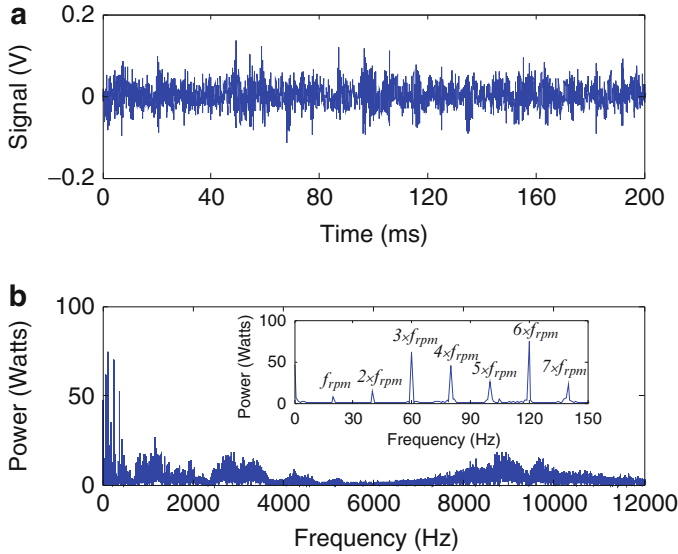 a
Signal (V)
0.2
0
−0.2
0 40 80 120 160 200
Time (ms)
b
Power (Watts)
100
50
0
0 2000 4000 6000 8000 10000 12000
Frequency (Hz)
Power (Watts)
100
50
0
0 30 60 90 120 150
Frequency (Hz)
f_rpm
2×f_rpm
3×f_rpm
4×f_rpm
5×f_rpm
6×f_rpm
7×f_rpm